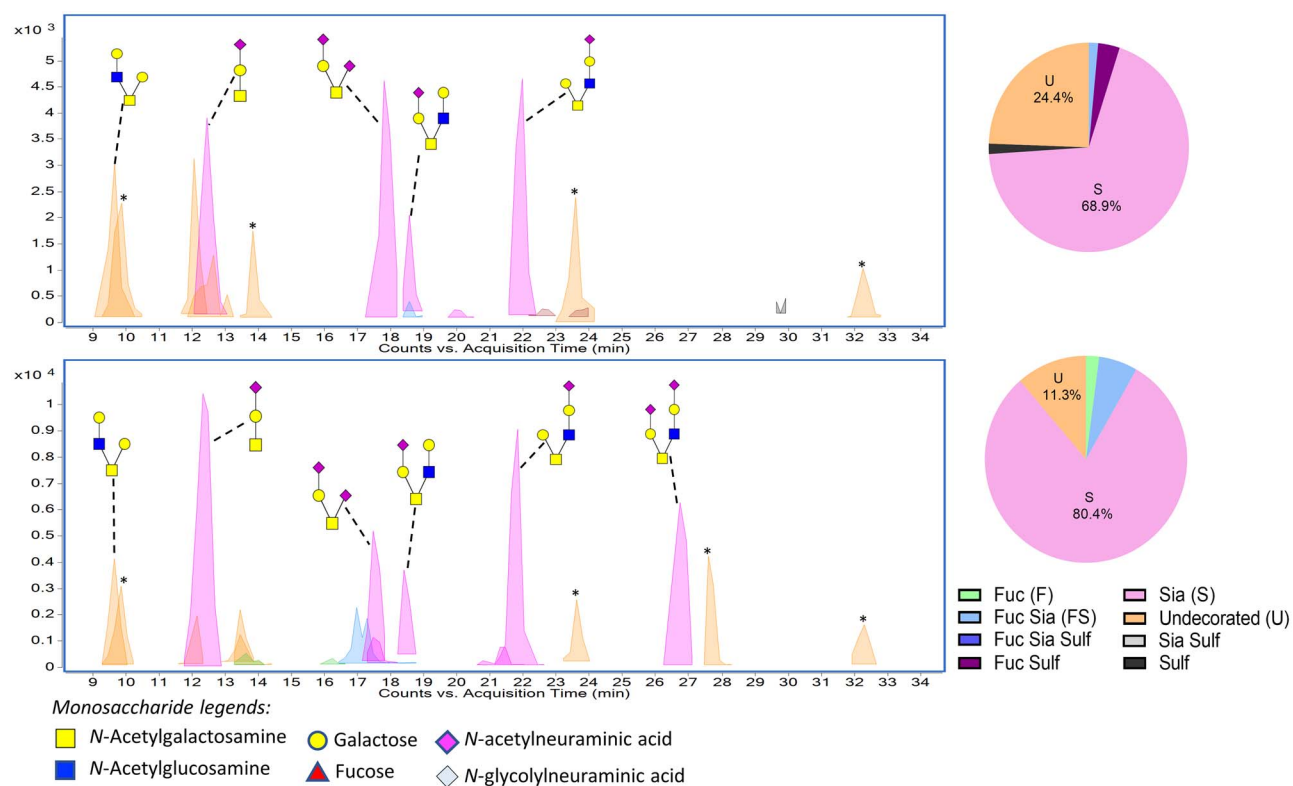 x10 3
5
4.5
4
3.5
3
2.5
2
1.5
1
0.5
0
* * * *
9 10 11 12 13 14 15 16 17 18 19 20 21 22 23 24 25 26 27 28 29 30 31 32 33 34
Counts vs. Acquisition Time (min)
U
24.4%
S
68.9%
x10 4
1
0.9
0.8
0.7
0.6
0.5
0.4
0.3
0.2
0.1
0
* * * *
9 10 11 12 13 14 15 16 17 18 19 20 21 22 23 24 25 26 27 28 29 30 31 32 33 34
Counts vs. Acquisition Time (min)
U
11.3%
S
80.4%
Fuc (F) Sia (S)
Fuc Sia (FS) Undecorated (U)
Fuc Sia Sulf Sia Sulf
Fuc Sulf Sulf
Monosaccharide legends:
N-Acetylgalactosamine Galactose N-acetylneuraminic acid
N-Acetylglucosamine Fucose N-glycolylneuraminic acid